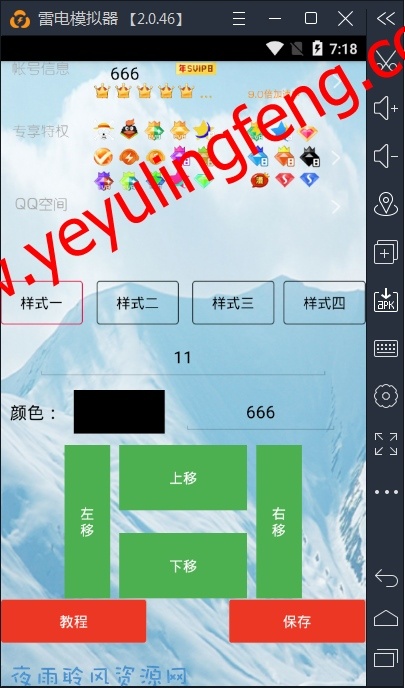 雷电模拟器 【2.0.46】
7:18
帐号信息
666
年SVIP8
9.0倍加速
专享特权
QQ空间
www.yeyulingfeng.com
样式一
样式二
样式三
样式四
11
颜色：
666
上移
左移
右移
下移
教程
保存
夜雨聆风资源网
APK